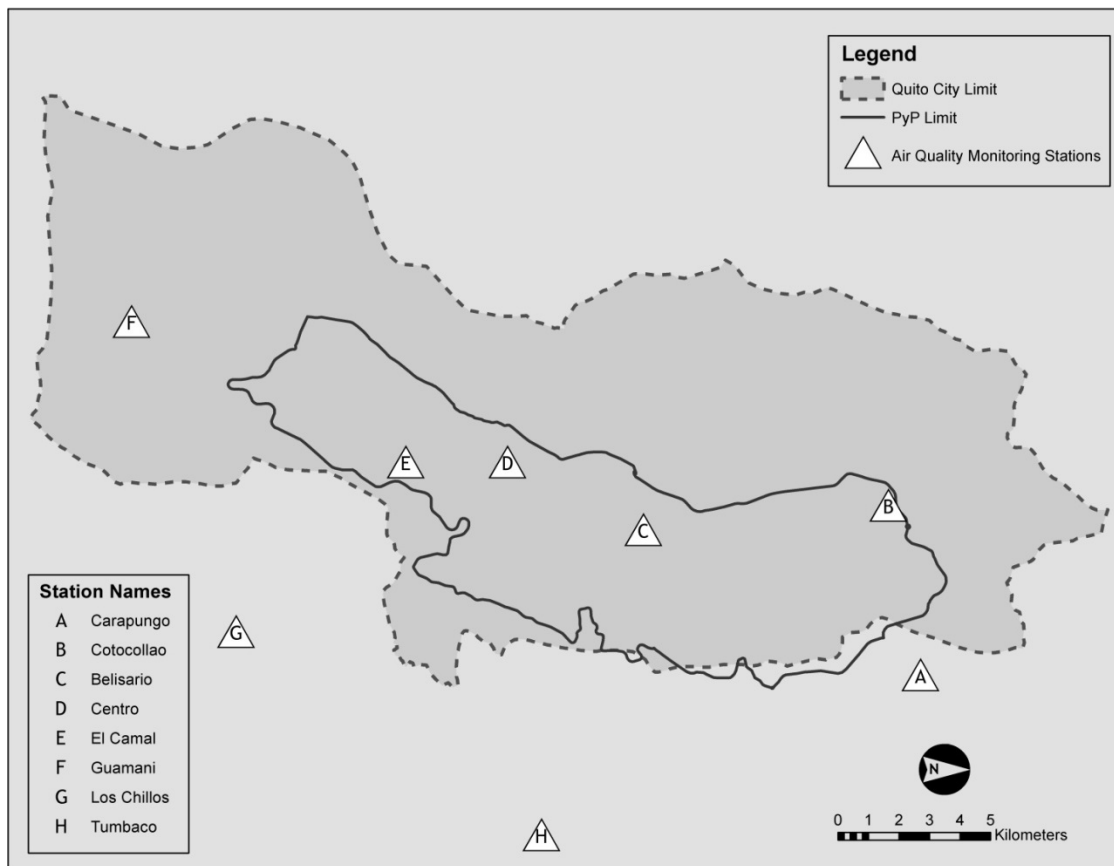 Legend
Quito City Limit
PyP Limit
Air Quality Monitoring Stations
F
E
D
C
B
G
A
H
Station Names
A Carapungo
B Cotocollao
C Belisario
D Centro
E El Camal
F Guamani
G Los Chillos
H Tumbaco
N
0 1 2 3 4 5
Kilometers